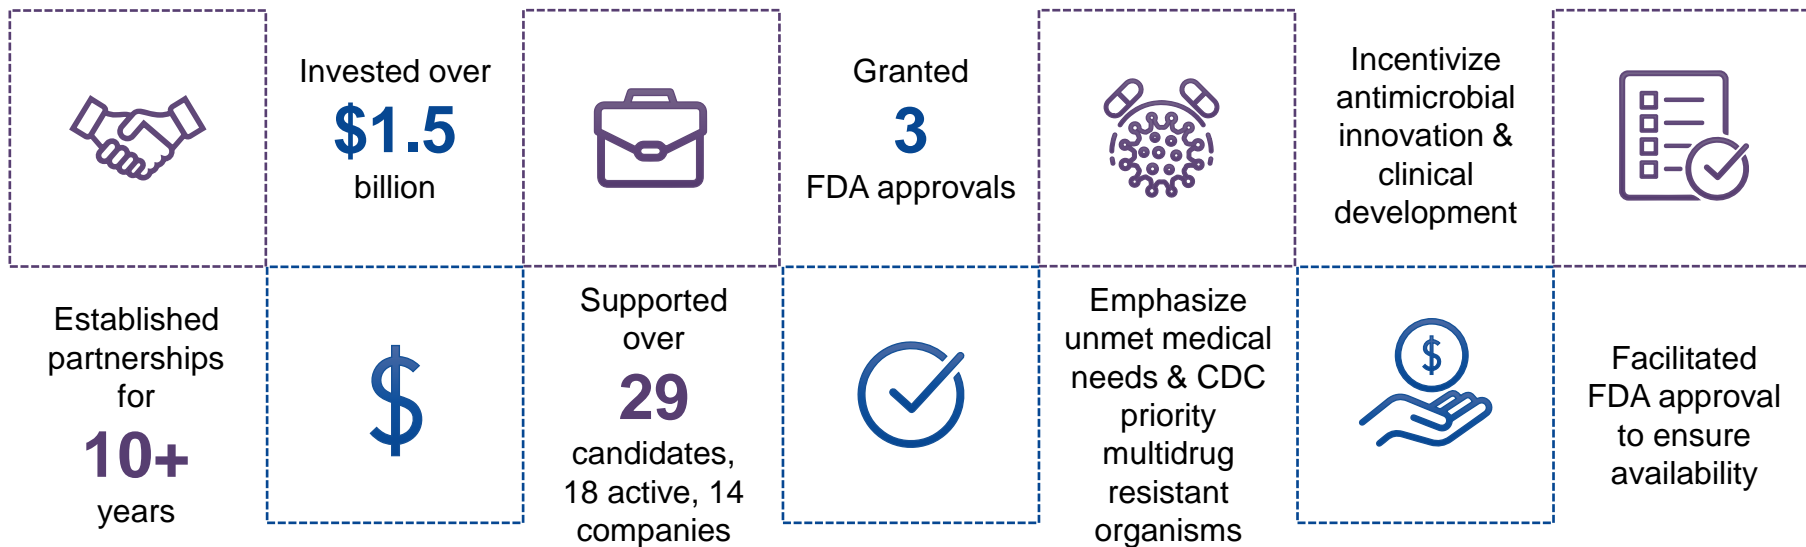 Invested over
$1.5
billion
Granted
3
FDA approvals
Incentivize
antimicrobial
innovation &
clinical
development
Established
partnerships
for
10+
years
$
Supported
over
29
candidates,
18 active, 14
companies
Emphasize
unmet medical
needs & CDC
priority
multidrug
resistant
organisms
$
Facilitated
FDA approval
to ensure
availability